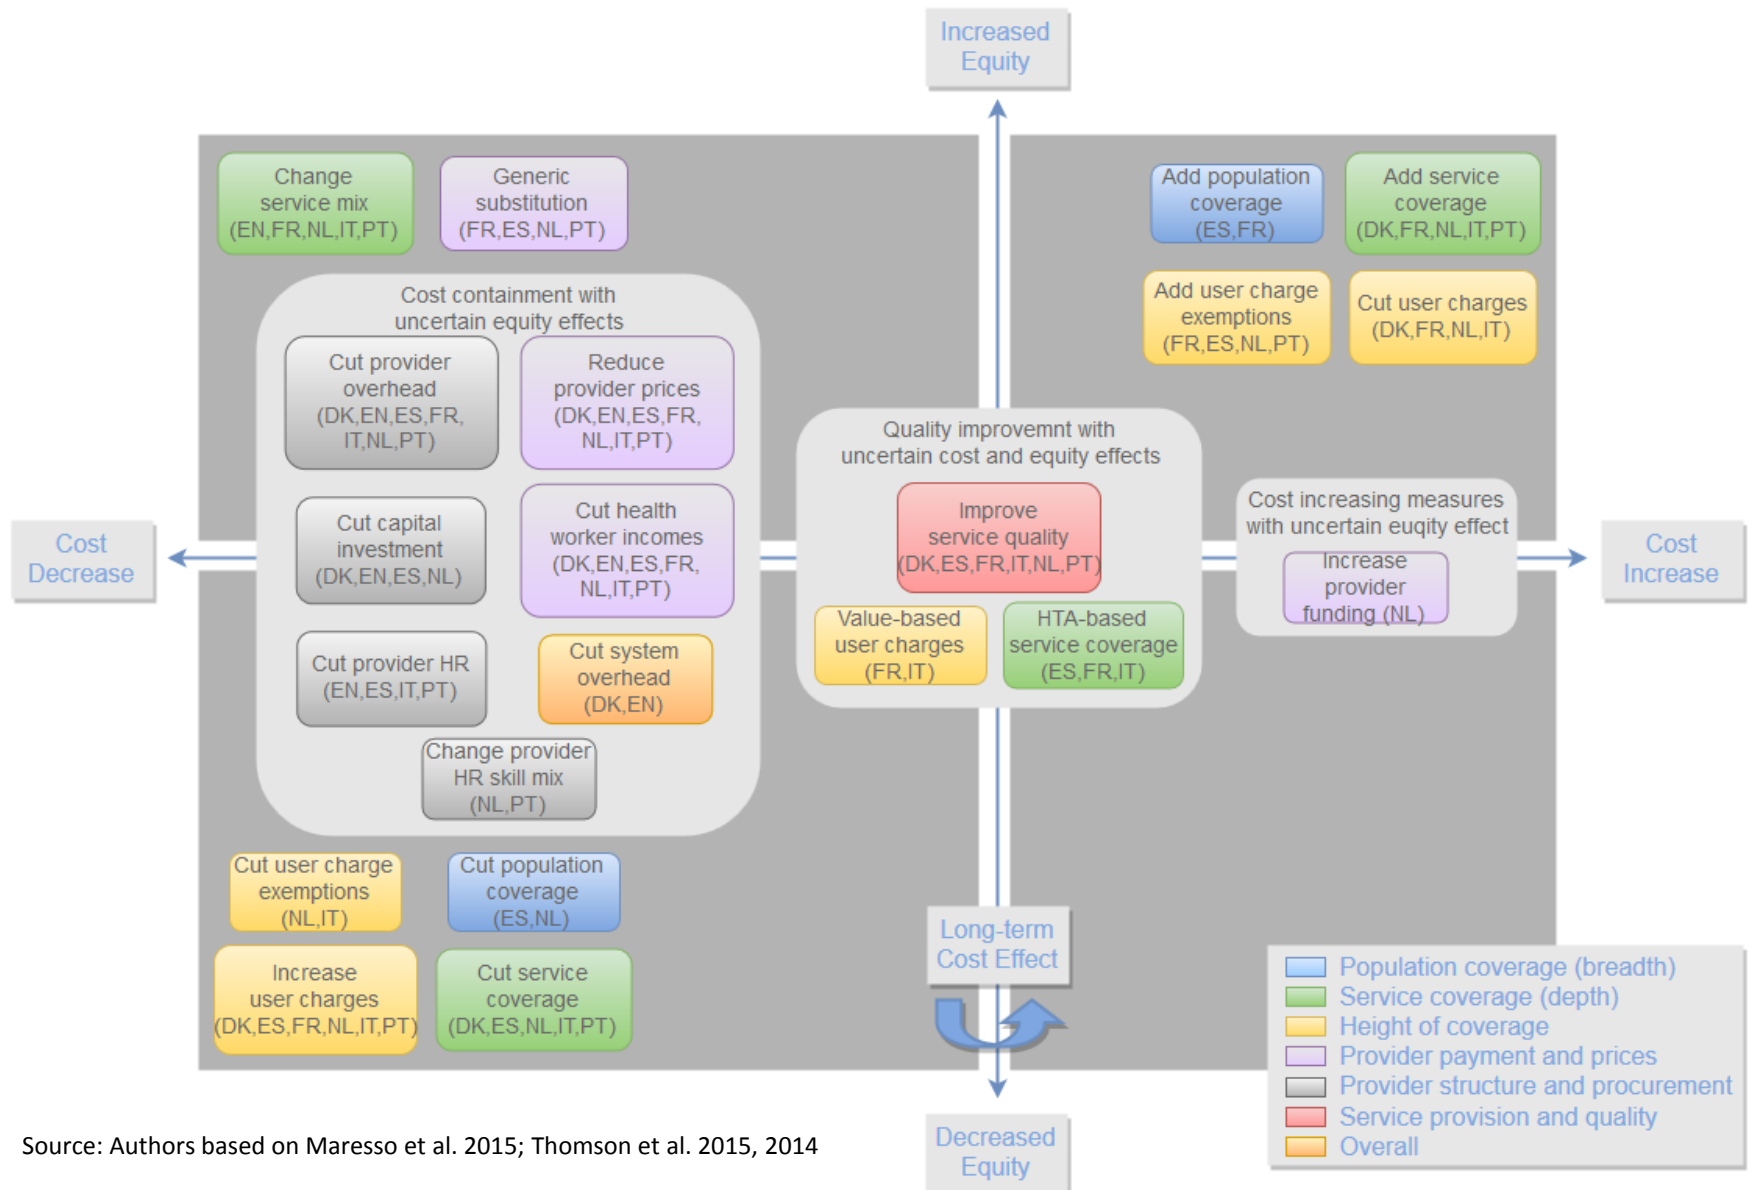 Increased
Equity
Change
service mix
(EN,FR,NL,IT,PT)
Generic
substitution
(FR,ES,NL,PT)
Add population
coverage
(ES,FR)
Add service
coverage
(DK,FR,NL,IT,PT)
Add user charge
exemptions
(FR,ES,NL,PT)
Cut user charges
(DK,FR,NL,IT)
Cost containment with
uncertain equity effects
Cut provider
overhead
(DK,EN,ES,FR,
IT,NL,PT)
Reduce
provider prices
(DK,EN,ES,FR,
NL,IT,PT)
Cut capital
investment
(DK,EN,ES,NL)
Cut health
worker incomes
(DK,EN,ES,FR,
NL,IT,PT)
Cut provider HR
(EN,ES,IT,PT)
Cut system
overhead
(DK,EN)
Change provider
HR skill mix
(NL,PT)
Quality improvemnt with
uncertain cost and equity effects
Improve
service quality
(DK,ES,FR,IT,NL,PT)
Value-based
user charges
(FR,IT)
HTA-based
service coverage
(ES,FR,IT)
Cost increasing measures
with uncertain euqity effect
Increase
provider
funding (NL)
Cost
Decrease
Cost
Increase
Cut user charge
exemptions
(NL,IT)
Cut population
coverage
(ES,NL)
Increase
user charges
(DK,ES,FR,NL,IT,PT)
Cut service
coverage
(DK,ES,NL,IT,PT)
Long-term
Cost Effect
Decreased
Equity
Population coverage (breadth)
Service coverage (depth)
Height of coverage
Provider payment and prices
Provider structure and procurement
Service provision and quality
Overall
Source: Authors based on Maresso et al. 2015; Thomson et al. 2015, 2014